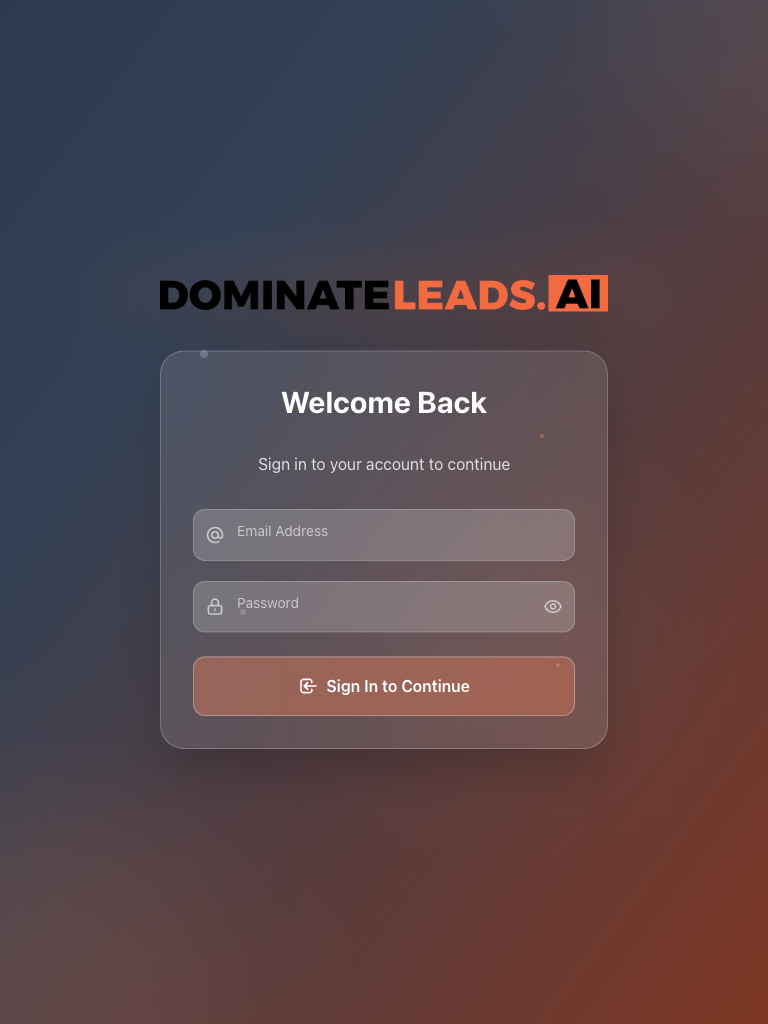 DOMINATELEADS.AI
Welcome Back
Sign in to your account to continue
Email Address
Password
Sign In to Continue